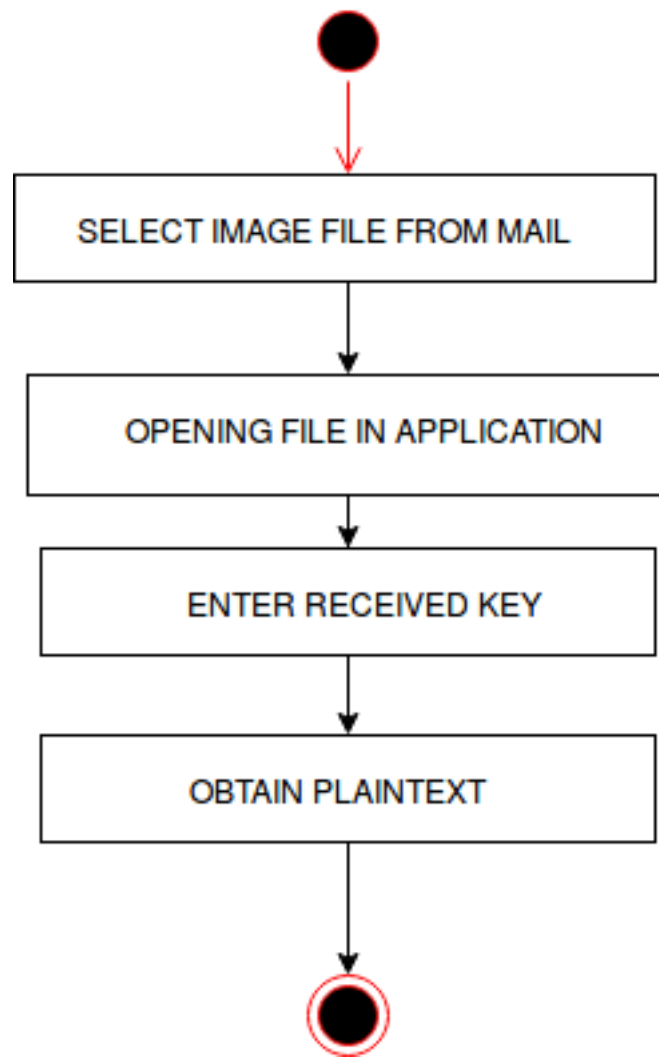 SELECT IMAGE FILE FROM MAIL
OPENING FILE IN APPLICATION
ENTER RECEIVED KEY
OBTAIN PLAINTEXT